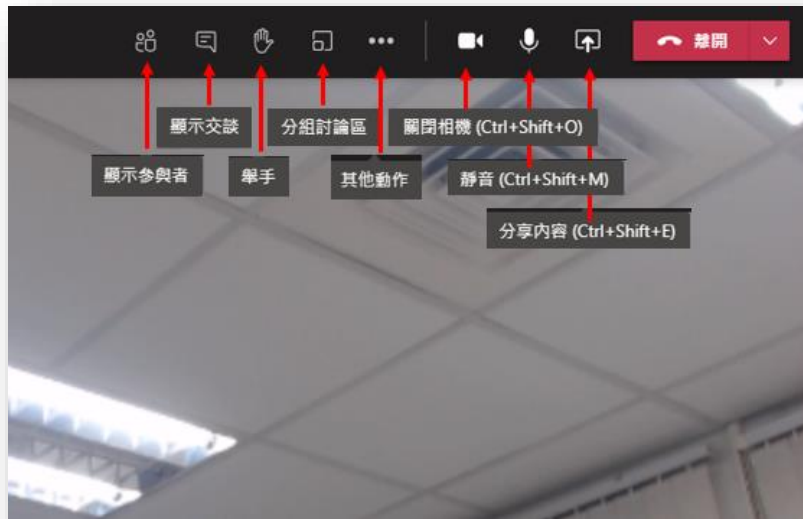 離開
顯示交談
分組討論區
關閉相機 (Ctrl+Shift+O)
顯示參與者
舉手
其他動作
靜音 (Ctrl+Shift+M)
分享內容 (Ctrl+Shift+E)